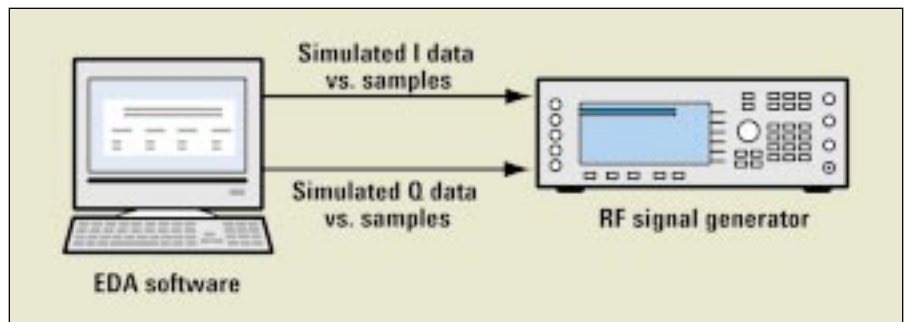 Simulated I data
vs. samples
Simulated Q data
vs. samples
RF signal generator
EDA software